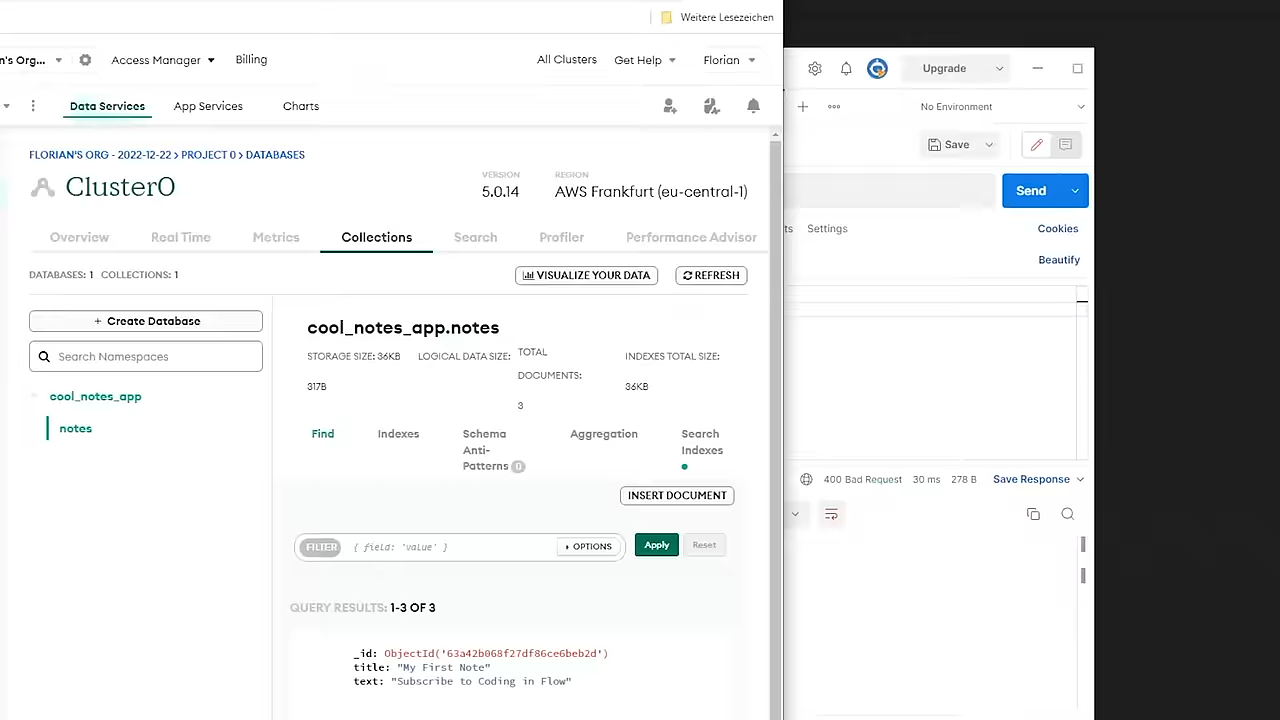 Weitere Lesezeichen
n's Org...
Access Manager
Billing
All Clusters
Get Help
Florian
Data Services
App Services
Charts
FLORIAN'S ORG - 2022-12-22 > PROJECT 0 > DATABASES
Cluster0
VERSION
5.0.14
REGION
AWS Frankfurt (eu-central-1)
Overview
Real Time
Metrics
Collections
Search
Profiler
Performance Advisor
DATABASES: 1 COLLECTIONS: 1
VISUALIZE YOUR DATA
REFRESH
+ Create Database
Search Namespaces
cool_notes_app
notes
cool_notes_app.notes
STORAGE SIZE: 36KB
LOGICAL DATA SIZE:
317B
TOTAL
DOCUMENTS:
3
INDEXES TOTAL SIZE:
36KB
Find
Indexes
Schema
Anti-
Patterns 0
Aggregation
Search
Indexes
INSERT DOCUMENT
FILTER
{ field: 'value' }
OPTIONS
Apply
Reset
QUERY RESULTS: 1-3 OF 3
_id: ObjectId('63a42b068f27df86ce6beb2d')
title: "My First Note"
text: "Subscribe to Coding in Flow"
Upgrade
No Environment
Save
Send
ts
Settings
Cookies
Beautify
400 Bad Request
30 ms
278 B
Save Response